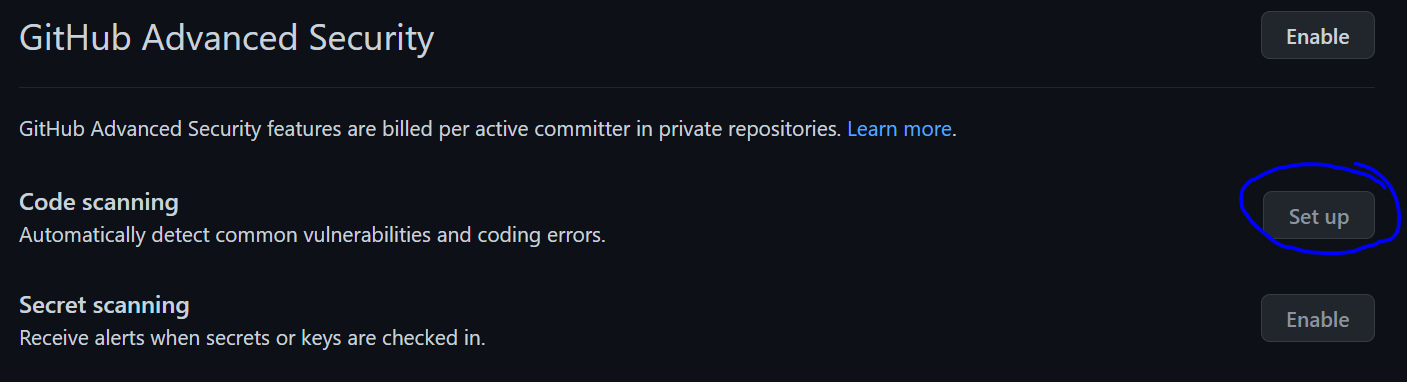 GitHub Advanced Security
Enable
GitHub Advanced Security features are billed per active committer in private repositories. Learn more.
Code scanning
Automatically detect common vulnerabilities and coding errors.
Set up
Secret scanning
Receive alerts when secrets or keys are checked in.
Enable